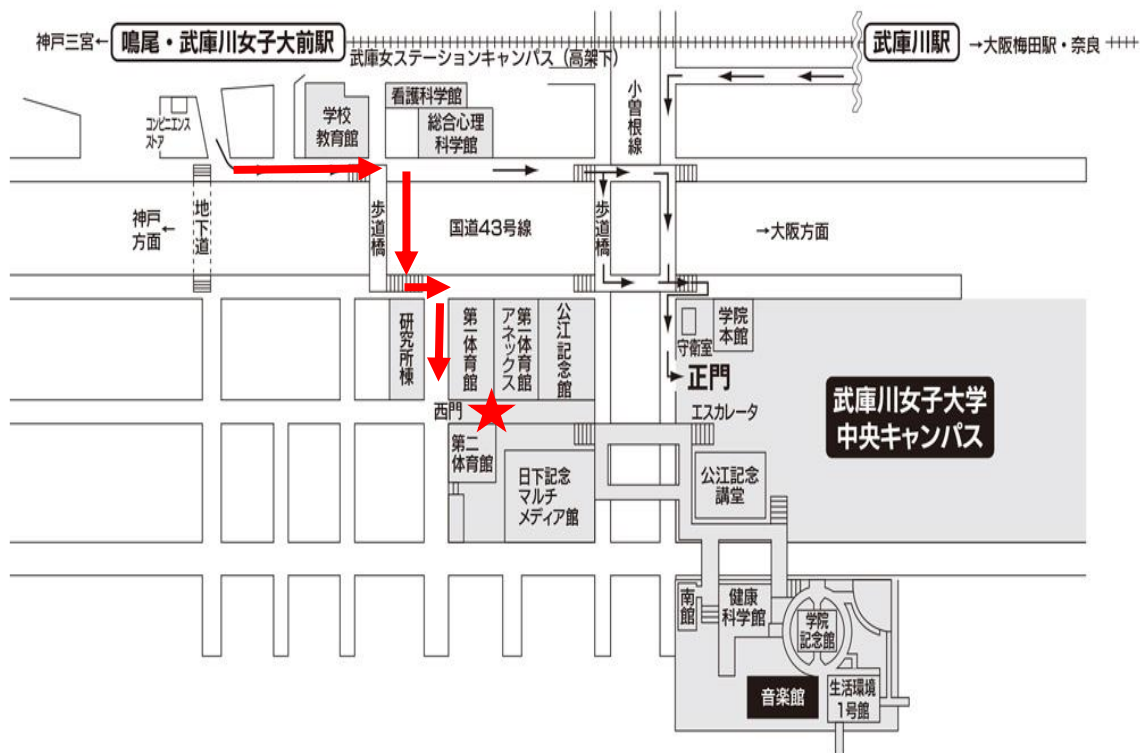 神戸三宮←
鳴尾・武庫川女子大前駅
武庫川駅
→大阪梅田駅・奈良
武庫女ステーションキャンパス（高架下）
コンビニエンス
ストア
学校
教育館
看護科学館
総合心理
科学館
小曽根線
神戸
方面
←
地下道
歩道橋
国道43号線
歩道橋
→大阪方面
研究所棟
第一体育館
第一体育館
アネックス
公江記念館
守衛室
学院
本館
正門
西門
エスカレータ
武庫川女子大学
中央キャンパス
第二
体育館
日下記念
マルチ
メディア館
公江記念
講堂
南館
健康
科学館
学院
記念館
音楽館
生活環境
1号館